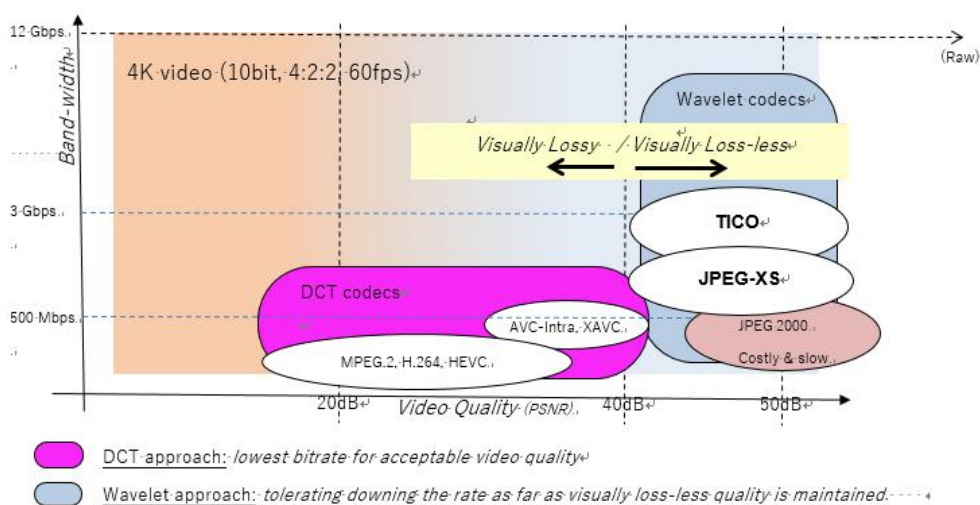 12 Gbps.
(Raw)
4K video (10bit, 4:2:2, 60fps)
Band-width
Wavelet codecs
Visually Lossy / Visually Loss-less
3 Gbps.
TICO
JPEG-XS
DCT codecs
500 Mbps.
AVC-Intra, XAVC.
JPEG 2000.
Costly & slow.
MPEG.2, H.264, HEVC.
20dB
Video Quality (PSNR).
40dB
50dB
DCT approach: lowest bitrate for acceptable video quality
Wavelet approach: tolerating downing the rate as far as visually loss-less quality is maintained.